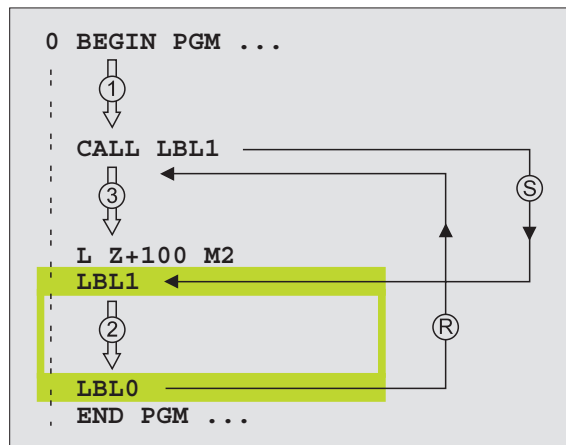 0 BEGIN PGM ...
1
CALL LBL1
S
3
L Z+100 M2
LBL1
2
R
LBL0
END PGM ...